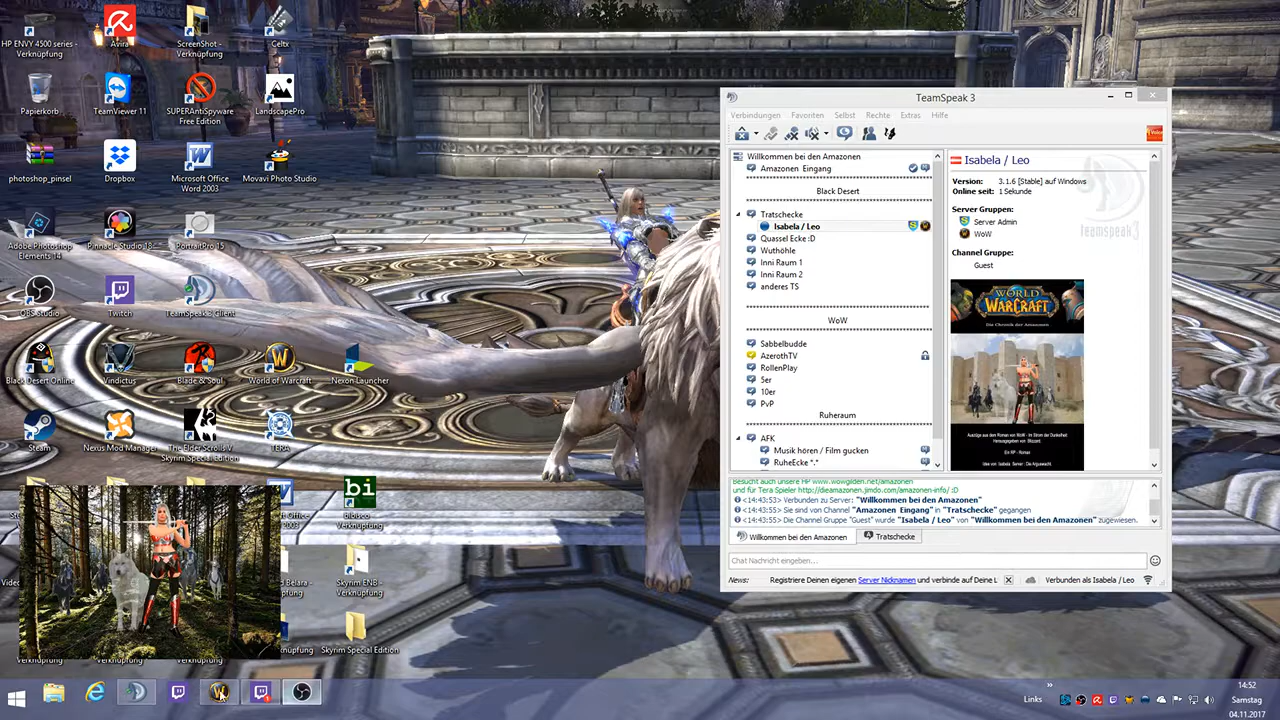 HP ENVY 4500 series -
Verknüpfung
Avira
ScreenShot -
Verknüpfung
Celtx
Papierkorb
TeamViewer 11
SUPERAntiSpyware
Free Edition
LandscapePro
photoshop_pinsel
Dropbox
Microsoft Office
Word 2003
Movavi Photo Studio
Adobe Photoshop
Elements 14
Pinnacle Studio 18
PortraitPro 15
OBS Studio
Twitch
TeamSpeak 3 Client
Black Desert Online
Vindictus
Blade & Soul
World of Warcraft
Nexon Launcher
Steam
Nexus Mod Manager
The Elder Scrolls V
Skyrim Special Edition
TERA
bi
bibisco -
Verknüpfung
Skyrim ENB -
Verknüpfung
Skyrim Special Edition
Verknüpfung
Verknüpfung
TeamSpeak 3
Verbindungen Favoriten Selbst Rechte Extras Hilfe
Willkommen bei den Amazonen
Amazonen Eingang
Black Desert
Tratschecke
Isabela / Leo
Quassel Ecke :D
Wuthöhle
Inni Raum 1
Inni Raum 2
anderes TS
WoW
Sabbelbudde
AzerothTV
RollenPlay
5er
10er
PvP
Ruheraum
AFK
Musik hören / Film gucken
RuheEcke *.*
Isabela / Leo
Version: 3.1.6 [Stable] auf Windows
Online seit: 1 Sekunde
Server Gruppen:
Server Admin
WoW
Channel Gruppe:
Guest
teamspeak3
WORLD
WARCRAFT
Die Chronik der Amazonen
Besucht auch unsere HP www.wowgilden.net/amazonen
und für Tera Spieler http://dieamazonen.jimdo.com/amazonen-info/ :D
<14:43:53> Verbunden zu Server: "Willkommen bei den Amazonen"
<14:43:55> Sie sind von Channel "Amazonen Eingang" in "Tratschecke" gegangen
<14:43:55> Die Channel Gruppe "Guest" wurde "Isabela / Leo" von "Willkommen bei den Amazonen" zugewiesen.
Willkommen bei den Amazonen Tratschecke
Chat Nachricht eingeben...
News: Registriere Deinen eigenen Server Nicknamen und verbinde auf Deine L
Verbunden als Isabela / Leo
Links
14:52
Samstag
04.11.2017